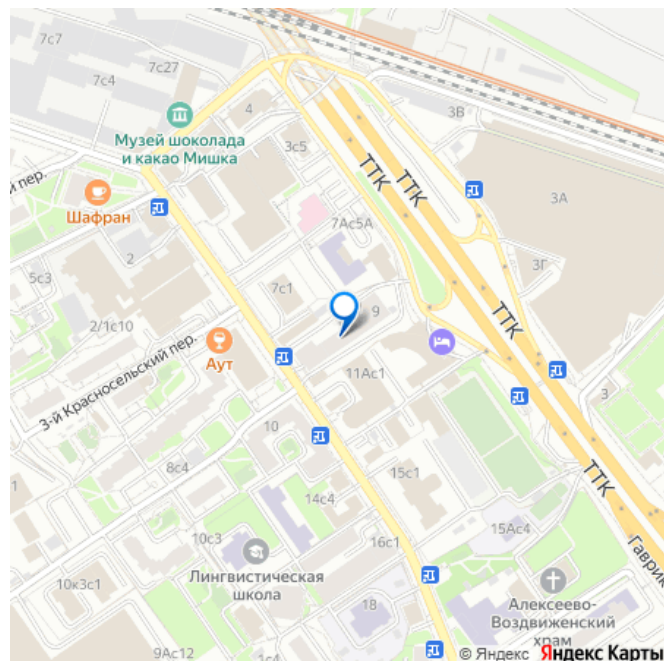 7с7
7с4
7с27
4
3В
Музей шоколада
и какао Мишка
3с5
ТТК
ТТК
3А
й пер.
Шафран
7Ас5А
2
5с3
3Г
7с1
9
2/1с10
3-й Красносельский пер.
Аут
ТТК
11Ас1
3
10
8с4
15с1
ТТК
1
14с4
15Ас4
10с3
16с1
Гаврик
Лингвистическая
школа
10к3с1
18
Алексеево-
Воздвиженский
храм
9Ас12
1с4
© Яндекс Яндекс Карты